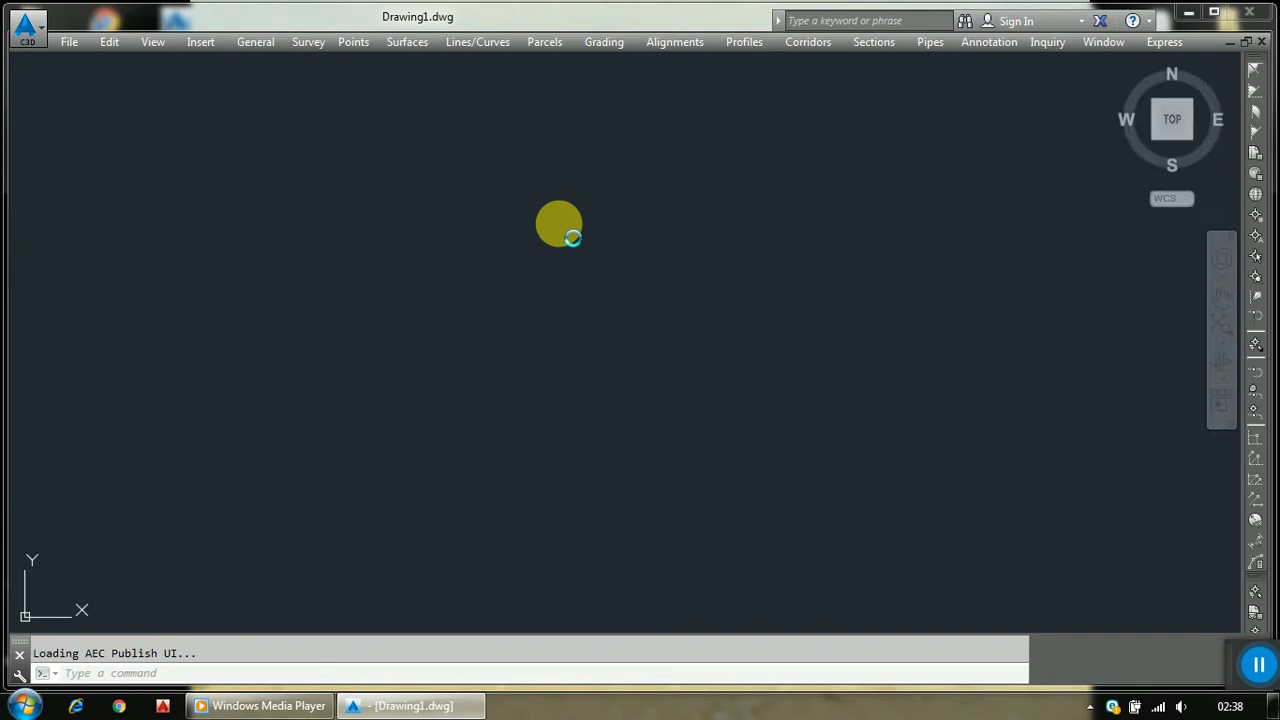 Drawing1.dwg
Type a keyword or phrase
Sign In
C3D
File Edit View Insert General Survey Points Surfaces Lines/Curves Parcels Grading Alignments Profiles Corridors Sections Pipes Annotation Inquiry Window Express
N
W TOP E
S
WCS
Y
X
Loading AEC Publish UI...
Type a command
Windows Media Player
- [Drawing1.dwg]
02:38